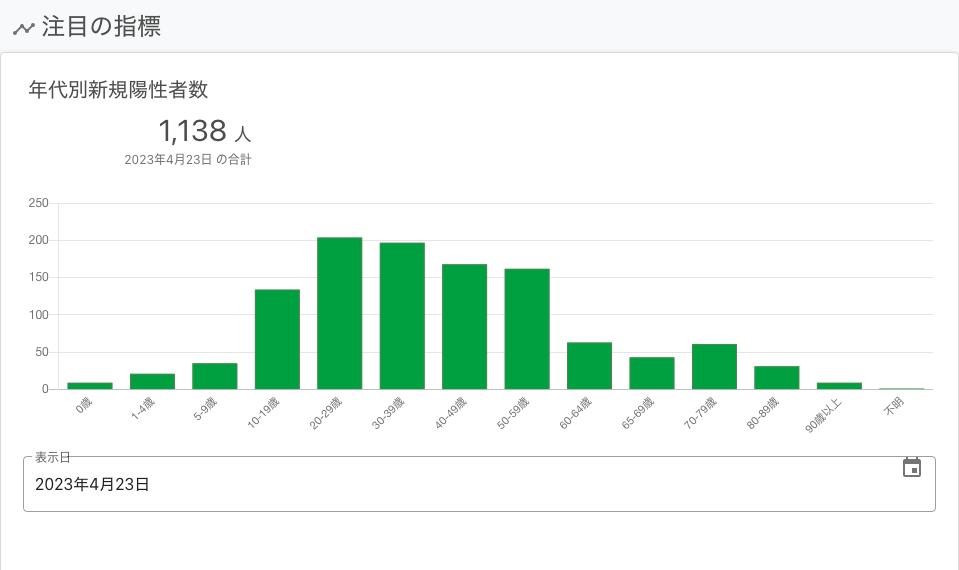 注目の指標
年代別新規陽性者数
1,138 人
2023年4月23日 の合計
250
200
150
100
50
0
0歳
1-4歳
5-9歳
10-19歳
20-29歳
30-39歳
40-49歳
50-59歳
60-64歳
65-69歳
70-79歳
80-89歳
90歳以上
不明
表示日
2023年4月23日